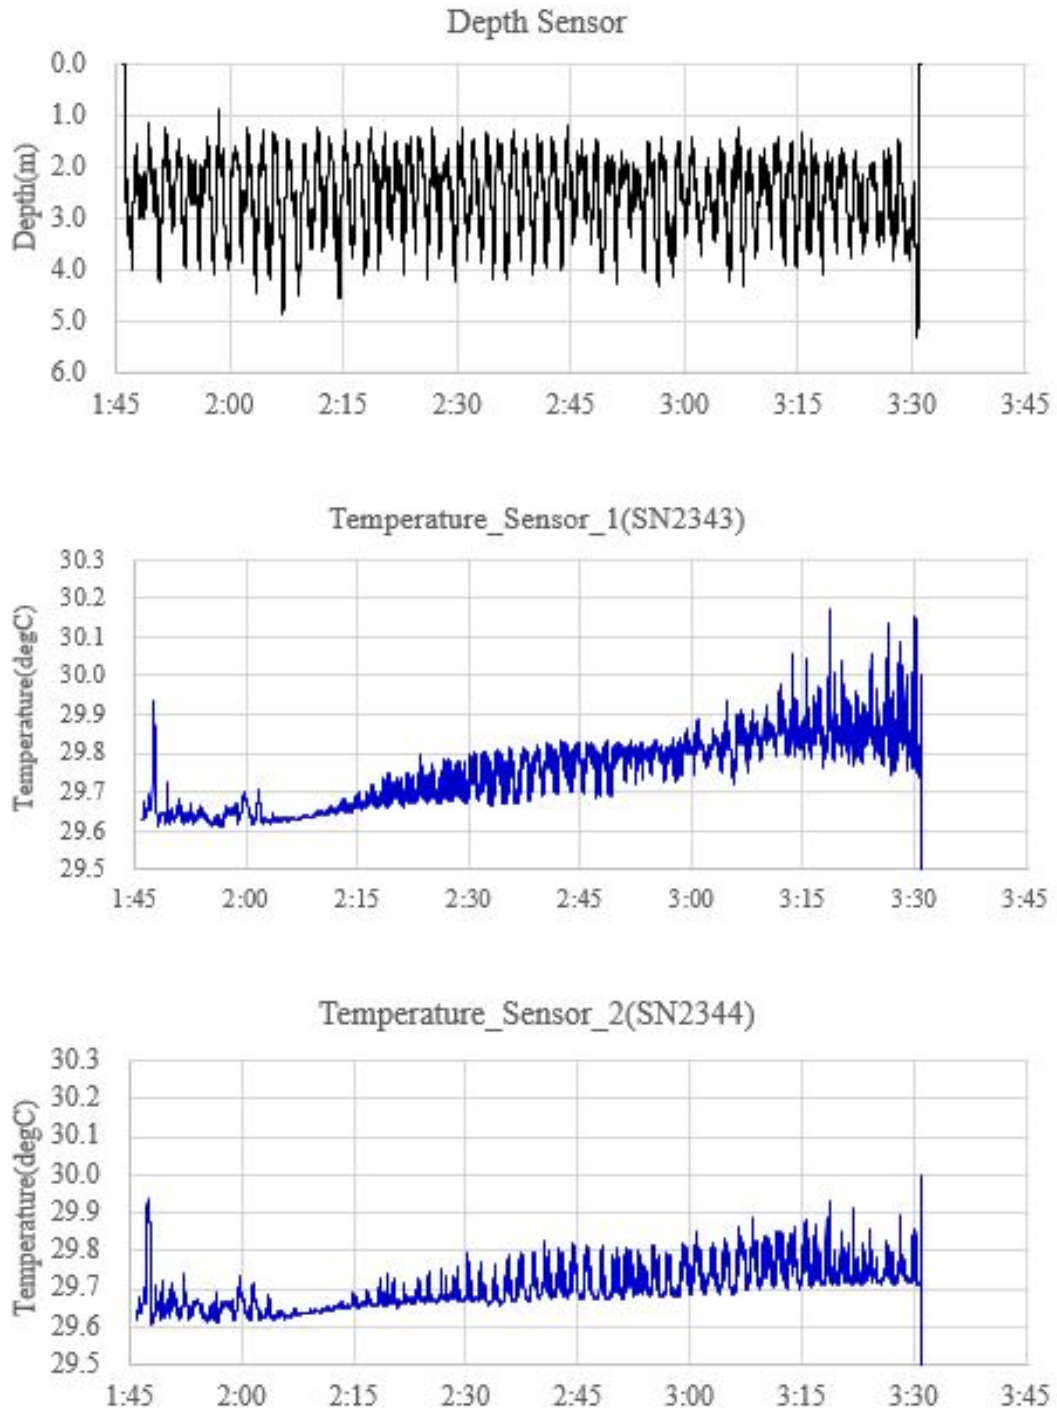 Depth Sensor
Depth(m)
0.0
1.0
2.0
3.0
4.0
5.0
6.0
1:45 2:00 2:15 2:30 2:45 3:00 3:15 3:30 3:45
Temperature_Sensor_1(SN2343)
Temperature(degC)
30.3
30.2
30.1
30.0
29.9
29.8
29.7
29.6
29.5
1:45 2:00 2:15 2:30 2:45 3:00 3:15 3:30 3:45
Temperature_Sensor_2(SN2344)
Temperature(degC)
30.3
30.2
30.1
30.0
29.9
29.8
29.7
29.6
29.5
1:45 2:00 2:15 2:30 2:45 3:00 3:15 3:30 3:45